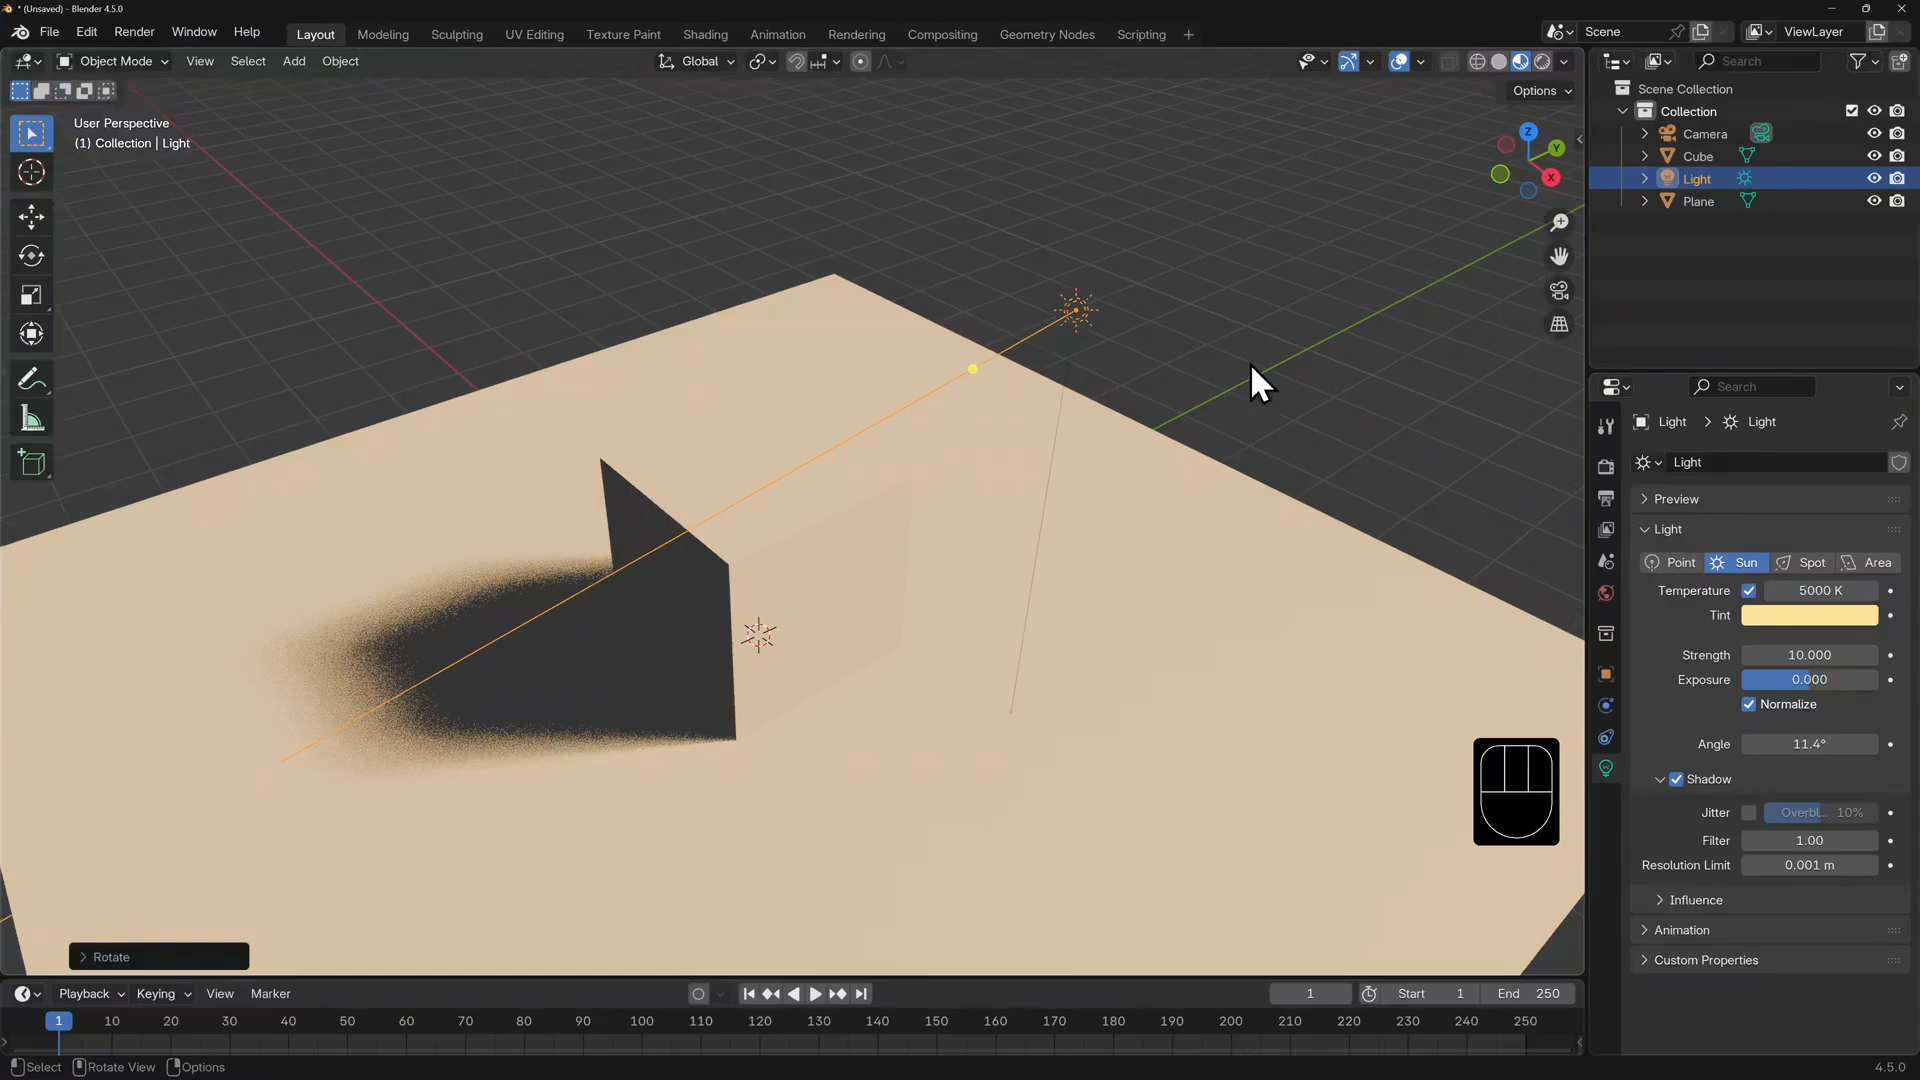 * (Unsaved) - Blender 4.5.0
File Edit Render Window Help Layout Modeling Sculpting UV Editing Texture Paint Shading Animation Rendering Compositing Geometry Nodes Scripting + Scene ViewLayer
Object Mode View Select Add Object Global Search
Options
User Perspective
(1) Collection | Light
Z
Y
X
Scene Collection
Collection
Camera
Cube
Light
Plane
Search
Light > Light
Light
Preview
Light
Point Sun Spot Area
Temperature 5000 K
Tint
Strength 10.000
Exposure 0.000
Normalize
Angle 11.4°
Shadow
Jitter Overbl... 10%
Filter 1.00
Resolution Limit 0.001 m
Influence
Animation
Custom Properties
Rotate
Playback Keying View Marker 1 Start 1 End 250
1 10 20 30 40 50 60 70 80 90 100 110 120 130 140 150 160 170 180 190 200 210 220 230 240 250
Select Rotate View Options 4.5.0